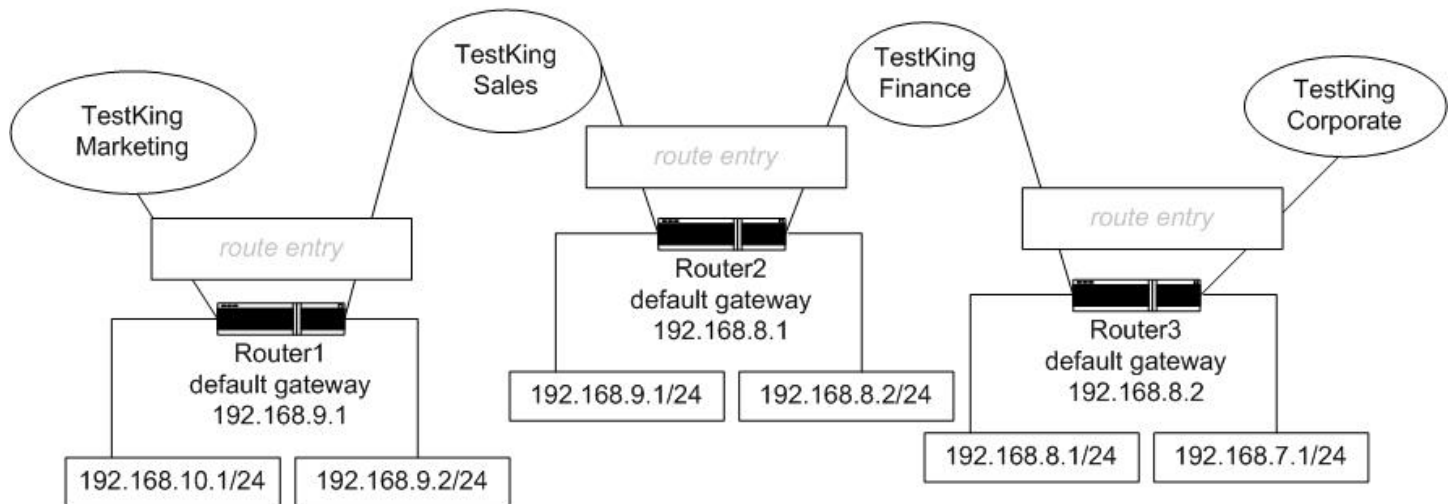 TestKing
Marketing
TestKing
Sales
TestKing
Finance
TestKing
Corporate
route entry
route entry
route entry
Router1
default gateway
192.168.9.1
Router2
default gateway
192.168.8.1
Router3
default gateway
192.168.8.2
192.168.10.1/24
192.168.9.2/24
192.168.9.1/24
192.168.8.2/24
192.168.8.1/24
192.168.7.1/24